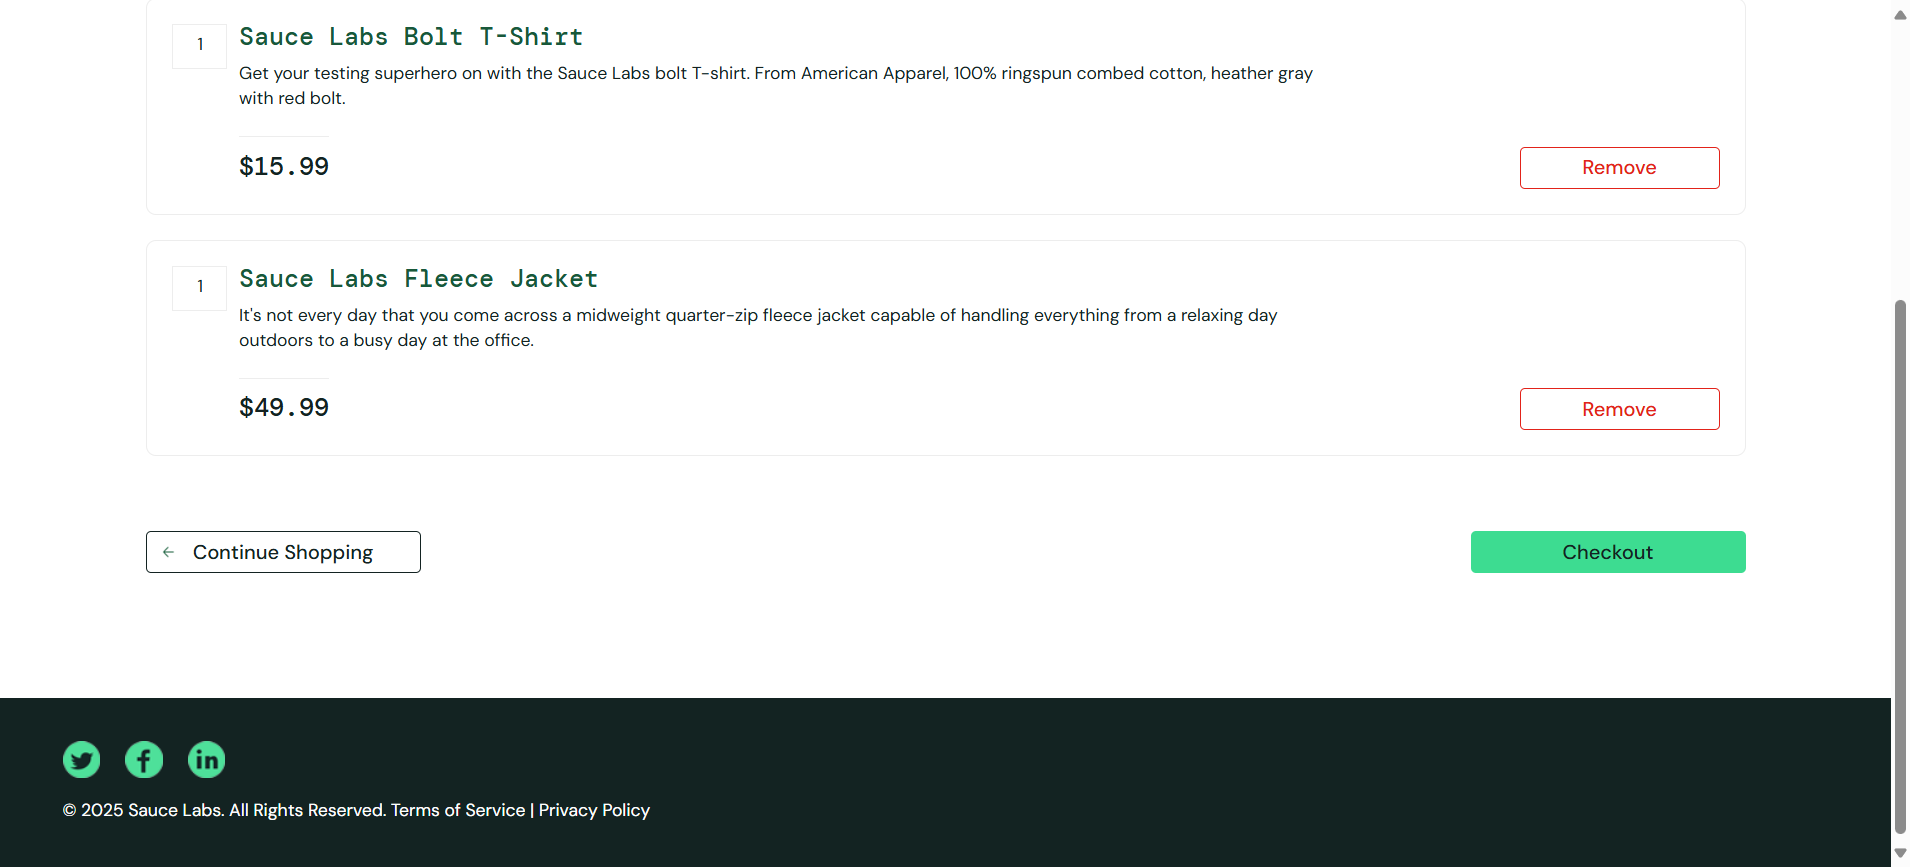 1
Sauce Labs Bolt T-Shirt
Get your testing superhero on with the Sauce Labs bolt T-shirt. From American Apparel, 100% ringspun combed cotton, heather gray
with red bolt.
$15.99
Remove
1
Sauce Labs Fleece Jacket
It's not every day that you come across a midweight quarter-zip fleece jacket capable of handling everything from a relaxing day
outdoors to a busy day at the office.
$49.99
Remove
← Continue Shopping
Checkout
© 2025 Sauce Labs. All Rights Reserved. Terms of Service | Privacy Policy